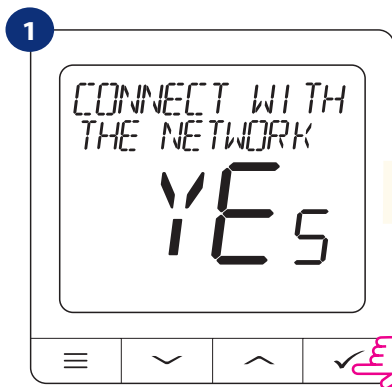 1
CONNECT WITH
THE NETWORK
YES